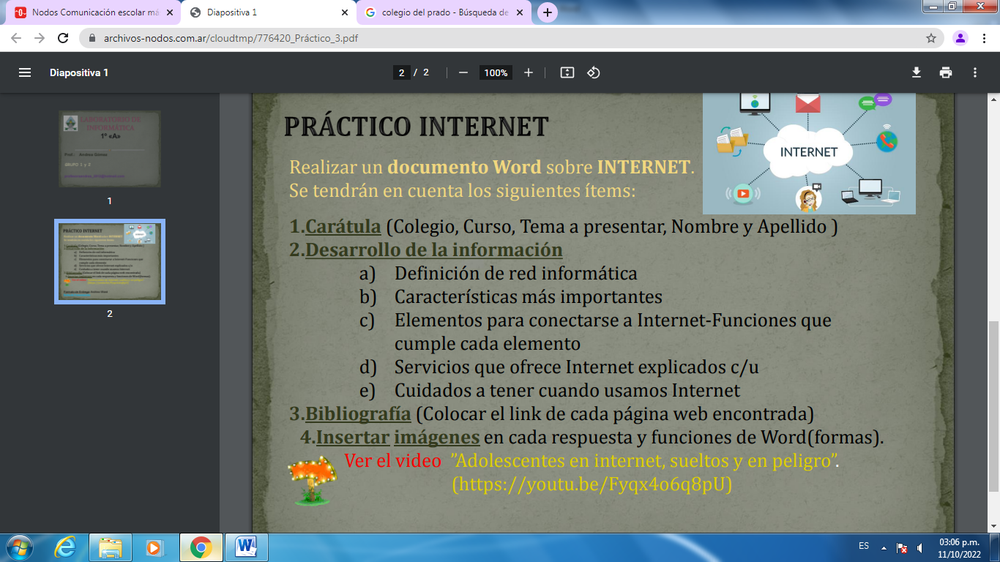 Nodos Comunicación escolar má
Diapositiva 1
colegio del prado - Búsqueda de
archivos-nodos.com.ar/cloudtmp/776420_Práctico_3.pdf
Diapositiva 1
2 / 2
100%
LABORATORIO DE
INFORMÁTICA
1º «A»
GRUPO 1 y 2
1
2
PRÁCTICO INTERNET
INTERNET
Realizar un documento Word sobre INTERNET.
Se tendrán en cuenta los siguientes ítems:
1.Carátula (Colegio, Curso, Tema a presentar, Nombre y Apellido )
2.Desarrollo de la información
a) Definición de red informática
b) Características más importantes
c) Elementos para conectarse a Internet-Funciones que
cumple cada elemento
d) Servicios que ofrece Internet explicados c/u
e) Cuidados a tener cuando usamos Internet
3.Bibliografía (Colocar el link de cada página web encontrada)
4.Insertar imágenes en cada respuesta y funciones de Word(formas).
Ver el video ”Adolescentes en internet, sueltos y en peligro”.
(https://youtu.be/Fyqx4o6q8pU)
ES
03:06 p.m.
11/10/2022